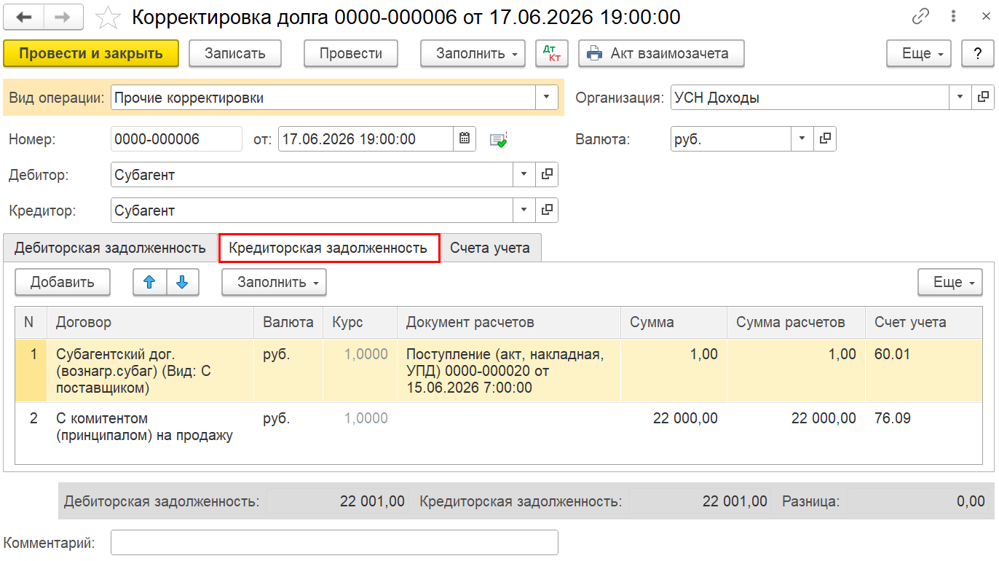 Корректировка долга 0000-000006 от 17.06.2026 19:00:00
Провести и закрыть Записать Провести Заполнить Дт Кт Акт взаимозачета Еще ?
Вид операции: Прочие корректировки Организация: УСН Доходы
Номер: 0000-000006 от: 17.06.2026 19:00:00 Валюта: руб.
Дебитор: Субагент
Кредитор: Субагент
Дебиторская задолженность Кредиторская задолженность Счета учета
Добавить Заполнить Еще
N Договор Валюта Курс Документ расчетов Сумма Сумма расчетов Счет учета
1 Субагентский дог. руб. 1,0000 Поступление (акт, накладная, 1,00 1,00 60.01
(вознагр.субаг) (Вид: С УПД) 0000-000020 от
поставщиком) 15.06.2026 7:00:00
2 С комитентом руб. 1,0000 22 000,00 22 000,00 76.09
(принципалом) на продажу
Дебиторская задолженность: 22 001,00 Кредиторская задолженность: 22 001,00 Разница: 0,00
Комментарий: